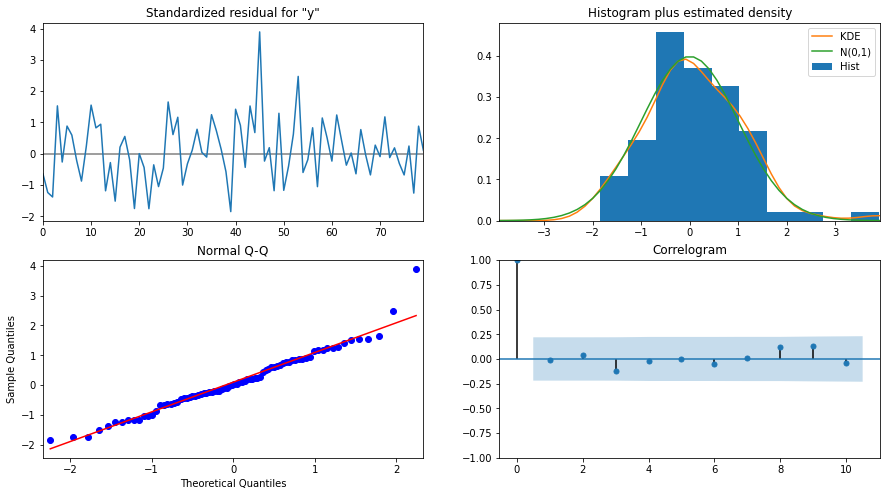 Standardized residual for "y"
4
3
2
1
0
−1
−2
0 10 20 30 40 50 60 70
Histogram plus estimated density
KDE
N(0,1)
Hist
0.4
0.3
0.2
0.1
0.0
−3 −2 −1 0 1 2 3
Normal Q-Q
Sample Quantiles
4
3
2
1
0
−1
−2
−2 −1 0 1 2
Theoretical Quantiles
Correlogram
1.00
0.75
0.50
0.25
0.00
−0.25
−0.50
−0.75
−1.00
0 2 4 6 8 10